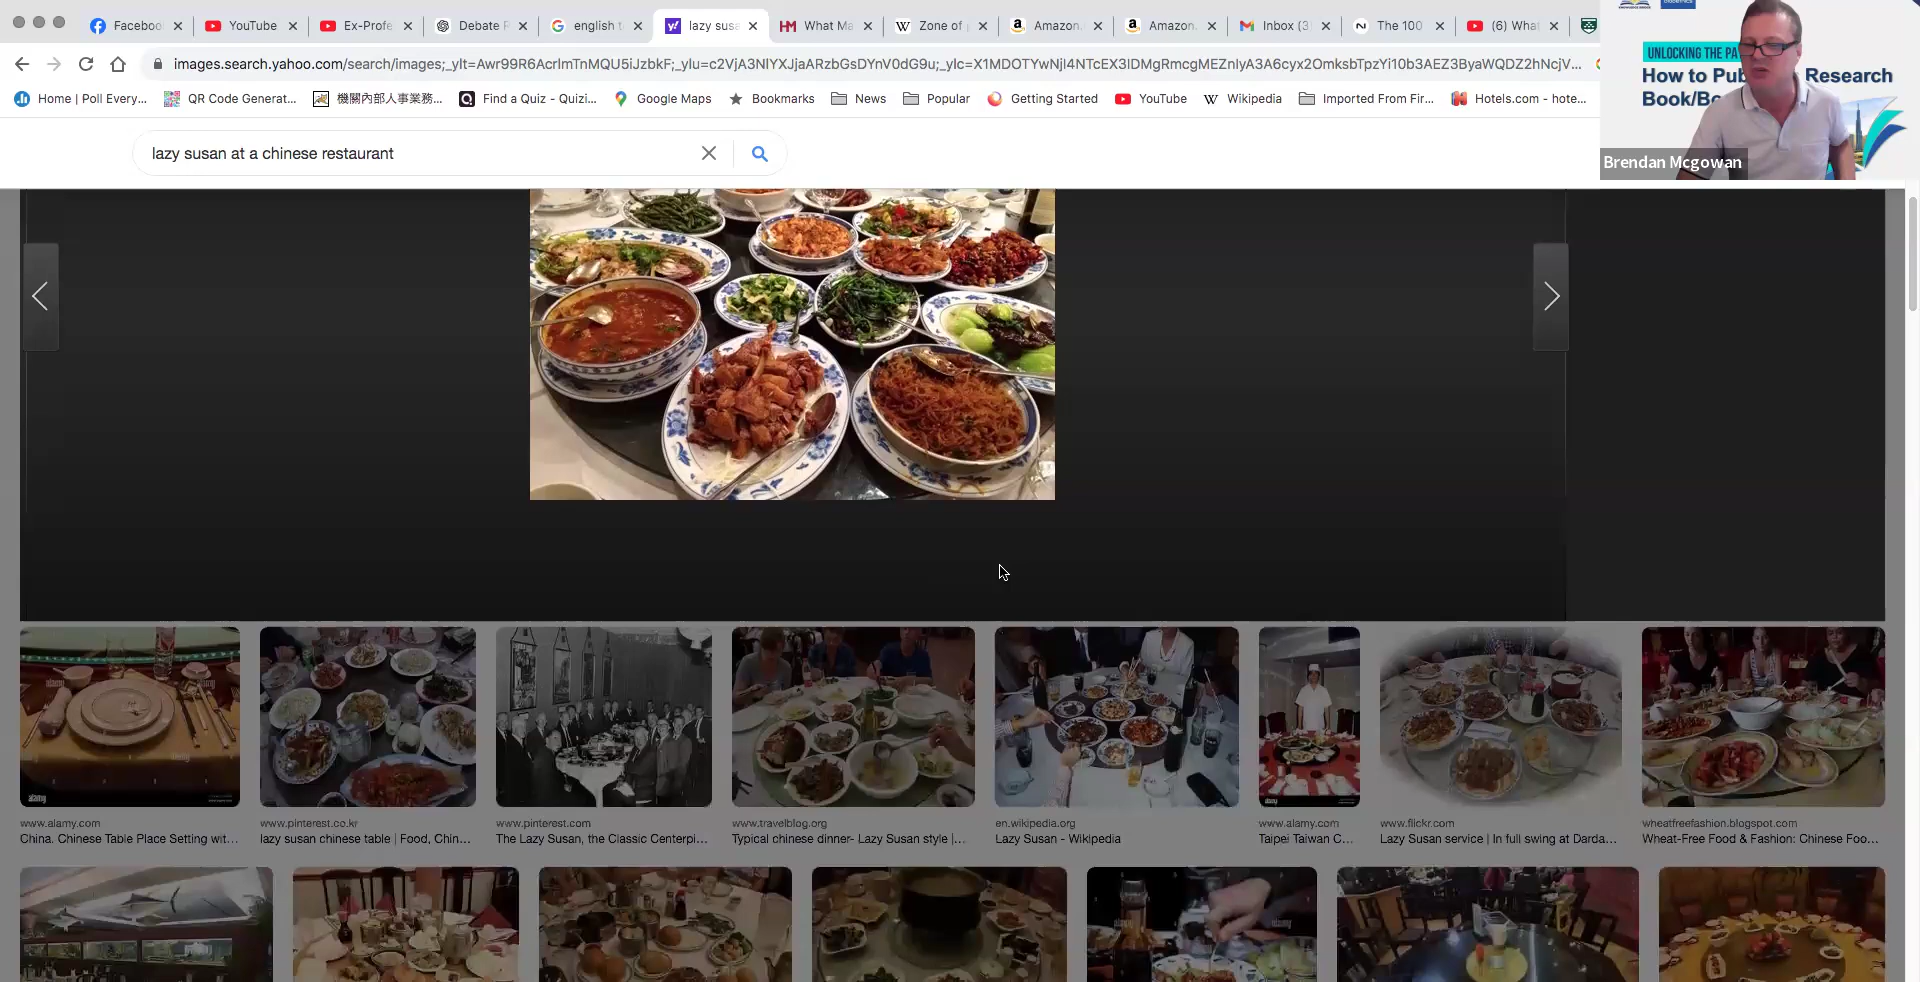 Faceboo
YouTube
Ex-Profe
Debate F
english t
lazy susa
What Ma
Zone of
Amazon.
Amazon.
Inbox (3
The 100
(6) What
images.search.yahoo.com/search/images;_ylt=Awr99R6AcrlmTnMQU5iJzbkF;_ylu=c2VjA3NlYXJjaARzbGsDYnV0dG9u;_ylc=X1MDOTYwNjI4NTcEX3IDMgRmcgMEZnIyA3A6cyx2OmksbTpzYi10b3AEZ3ByaWQDZ2hNcjV...
Home | Poll Every...
QR Code Generat...
機關內部人事業務...
Find a Quiz - Quizi...
Google Maps
Bookmarks
News
Popular
Getting Started
YouTube
Wikipedia
Imported From Fir...
Hotels.com - hote...
UNLOCKING THE PA
How to Pub Research
Book/Bo
Brendan Mcgowan
lazy susan at a chinese restaurant
www.alamy.com
China. Chinese Table Place Setting wit...
www.pinterest.co.kr
lazy susan chinese table | Food, Chin...
www.pinterest.com
The Lazy Susan, the Classic Centerpi...
www.travelblog.org
Typical chinese dinner- Lazy Susan style |...
en.wikipedia.org
Lazy Susan - Wikipedia
www.alamy.com
Taipei Taiwan C...
www.flickr.com
Lazy Susan service | In full swing at Darda...
wheatfreefashion.blogspot.com
Wheat-Free Food & Fashion: Chinese Foo...